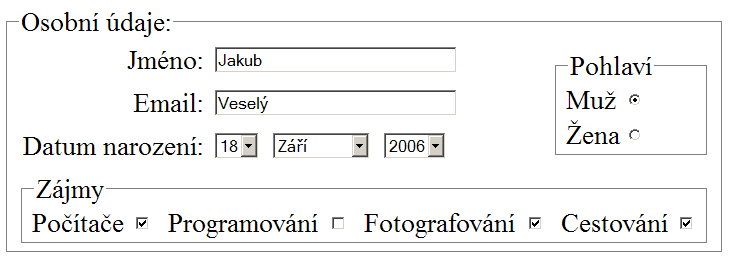 Osobní údaje:
Jméno: Jakub
Email: Veselý
Datum narození: 18 Září 2006
Pohlaví
Muž
Žena
Zájmy
Počítače Programování Fotografování Cestování